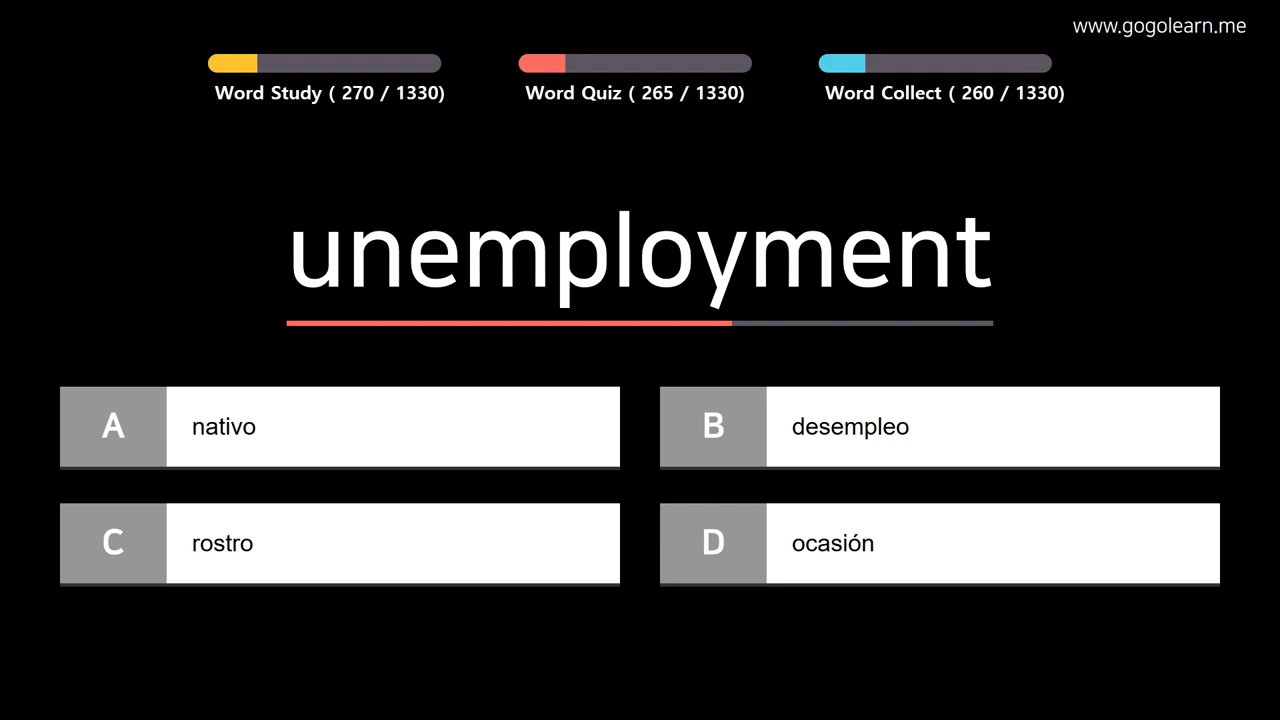 www.gogolearn.me
Word Study ( 270 / 1330)
Word Quiz ( 265 / 1330)
Word Collect ( 260 / 1330)
unemployment
A nativo
B desempleo
C rostro
D ocasión